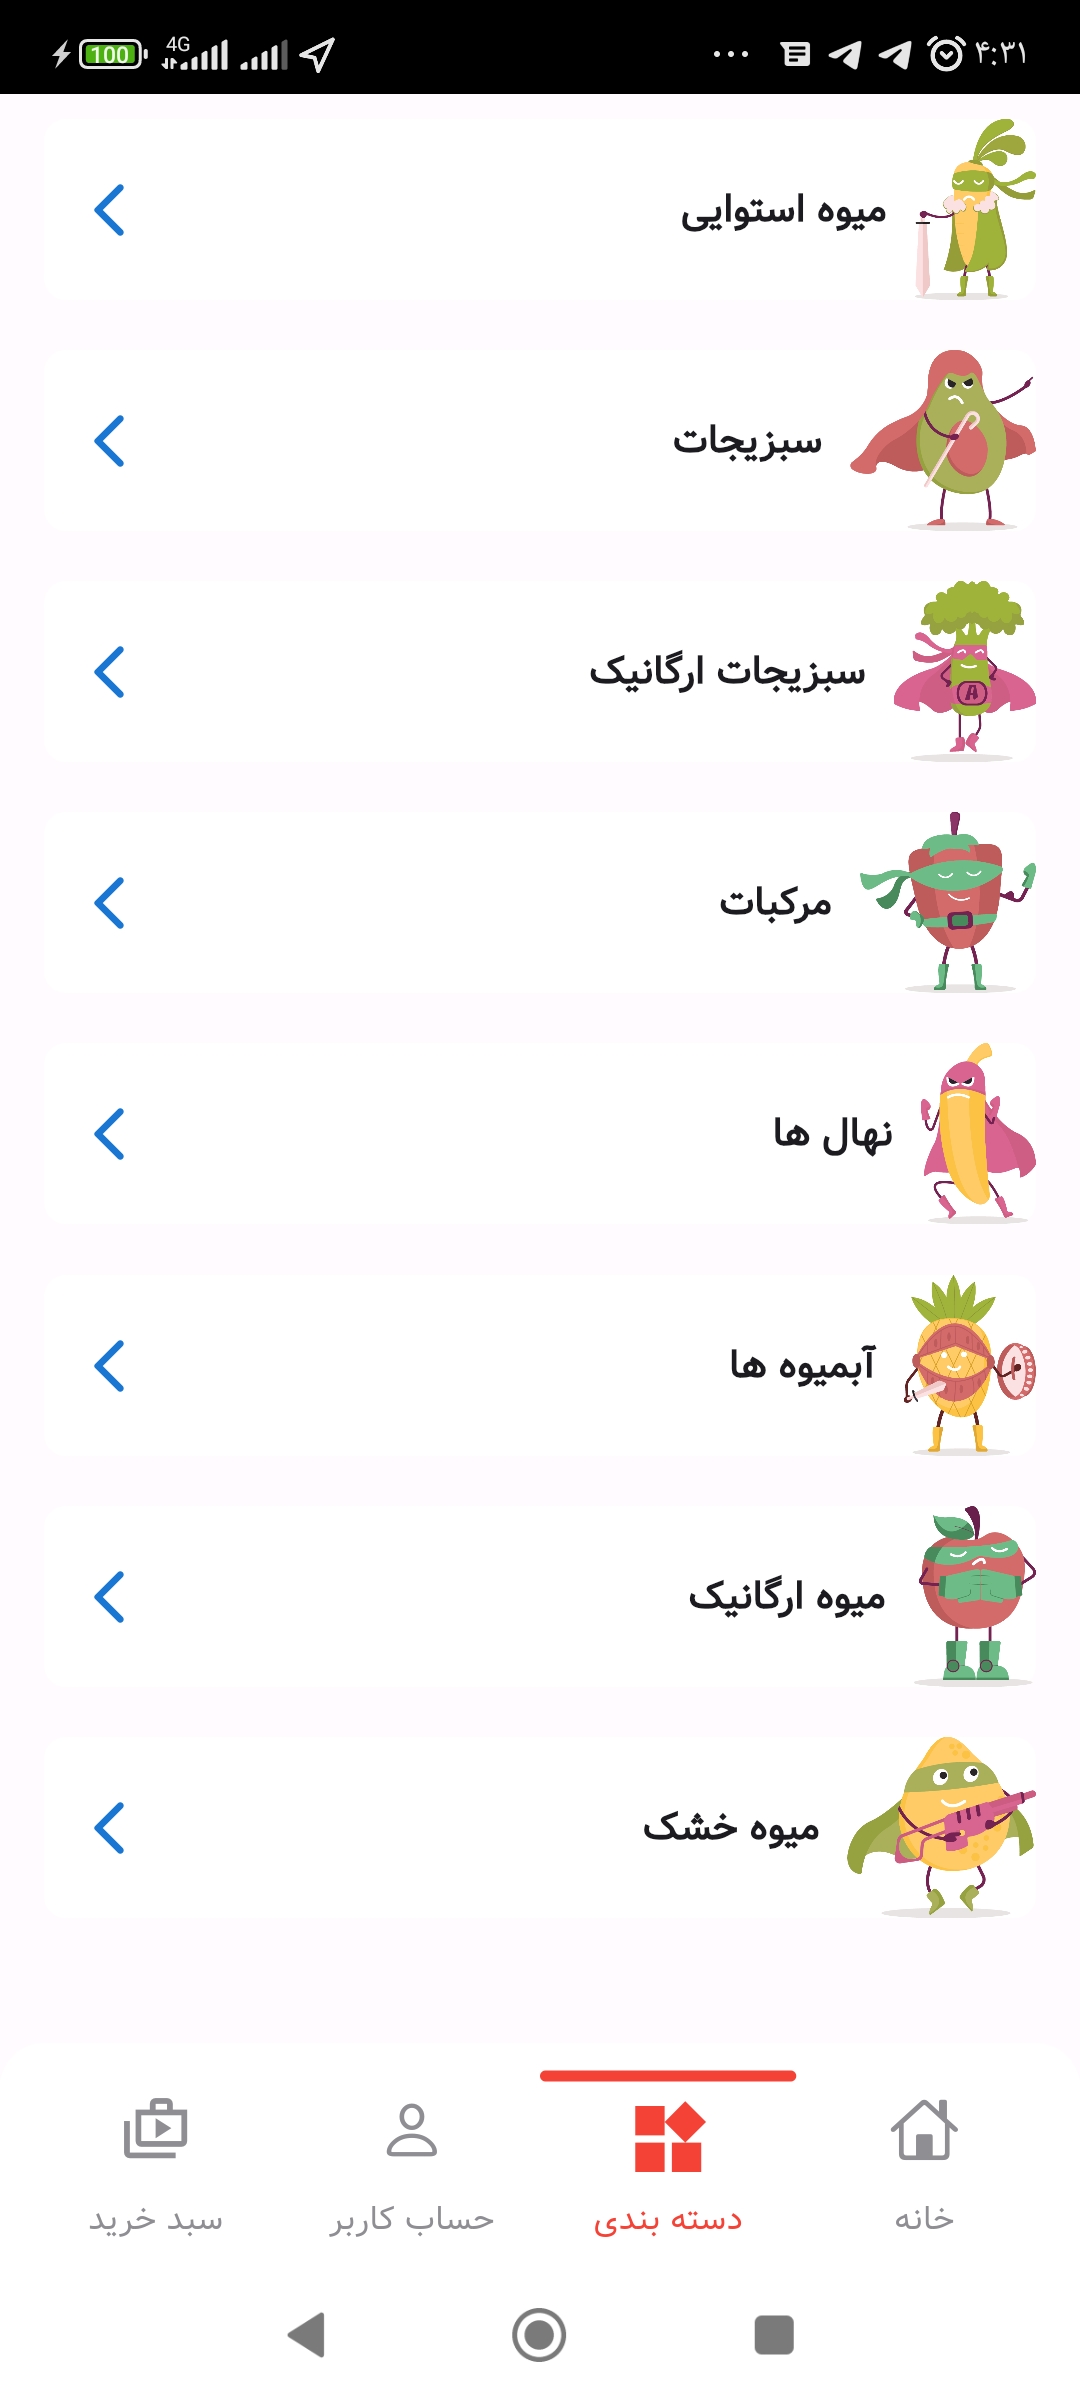 100 4G ۴:۳۱
میوه استوایی
سبزیجات
سبزیجات ارگانیک
A
مرکبات
نهال ها
آبمیوه ها
میوه ارگانیک
میوه خشک
خانه
دسته بندی
حساب کاربر
سبد خرید